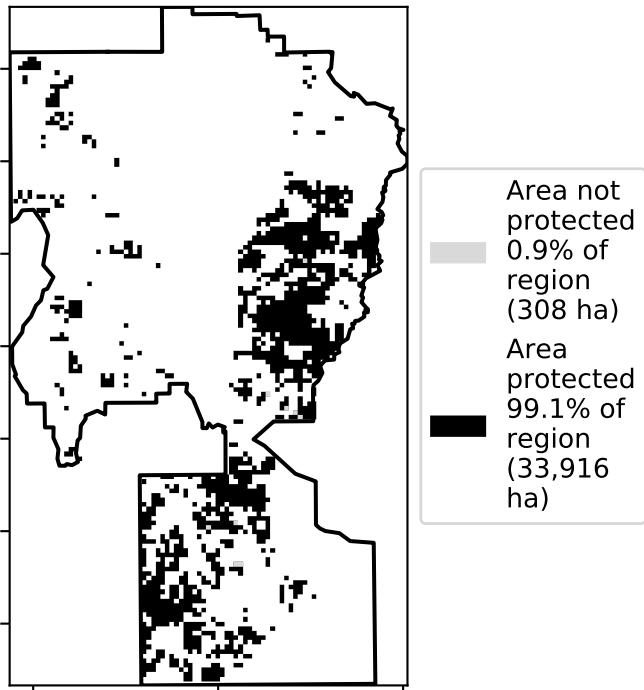 Area not
protected
0.9% of
region
(308 ha)
Area
protected
99.1% of
region
(33,916
ha)